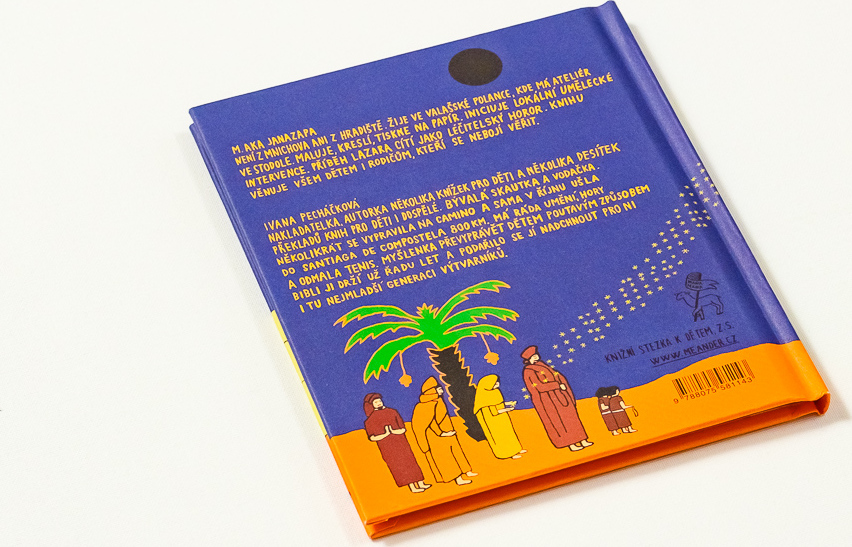 M. AKA JANAZAPA
NENÍ Z MNICHOVA ANI Z HRADIŠTĚ. ŽIJE VE VALAŠSKÉ POLANCE, KDE MÁ ATELIÉR
VE STODOLE. MALUJE, KRESLÍ, TISKNE NA PAPÍR, INICIUJE LOKÁLNÍ UMĚLECKÉ
INTERVENCE. PŘÍBĚH LAZARA CÍTÍ JAKO LÉČITELSKÝ HOROR. KNIHU
VĚNUJE VŠEM DĚTEM I RODIČŮM, KTEŘÍ SE NEBOJÍ VĚŘIT.
IVANA PECHÁČKOVÁ
NAKLADATELKA, AUTORKA NĚKOLIKA KNÍŽEK PRO DĚTI A NĚKOLIKA DESÍTEK
PŘEKLADŮ KNIH PRO DĚTI I DOSPĚLÉ. BÝVALÁ SKAUTKA A VODAČKA.
NĚKOLIKRÁT SE VYPRAVILA NA CAMINO A SAMA V ŘÍJNU UŠLA
DO SANTIAGA DE COMPOSTELA 800 KM. MÁ RÁDA UMĚNÍ, HORY
A ODMALA TENIS. MYŠLENKA PŘEVYPRÁVĚT DĚTEM POUTAVÝM ZPŮSOBEM
BIBLI JI DRŽÍ UŽ ŘADU LET A PODAŘILO SE JÍ NADCHNOUT PRO NI
I TU NEJMLADŠÍ GENERACI VÝTVARNÍKŮ.
KNIŽNÍ STEZKA K DĚTEM, Z.S.
WWW.MEANDER.CZ
9 788075 581143